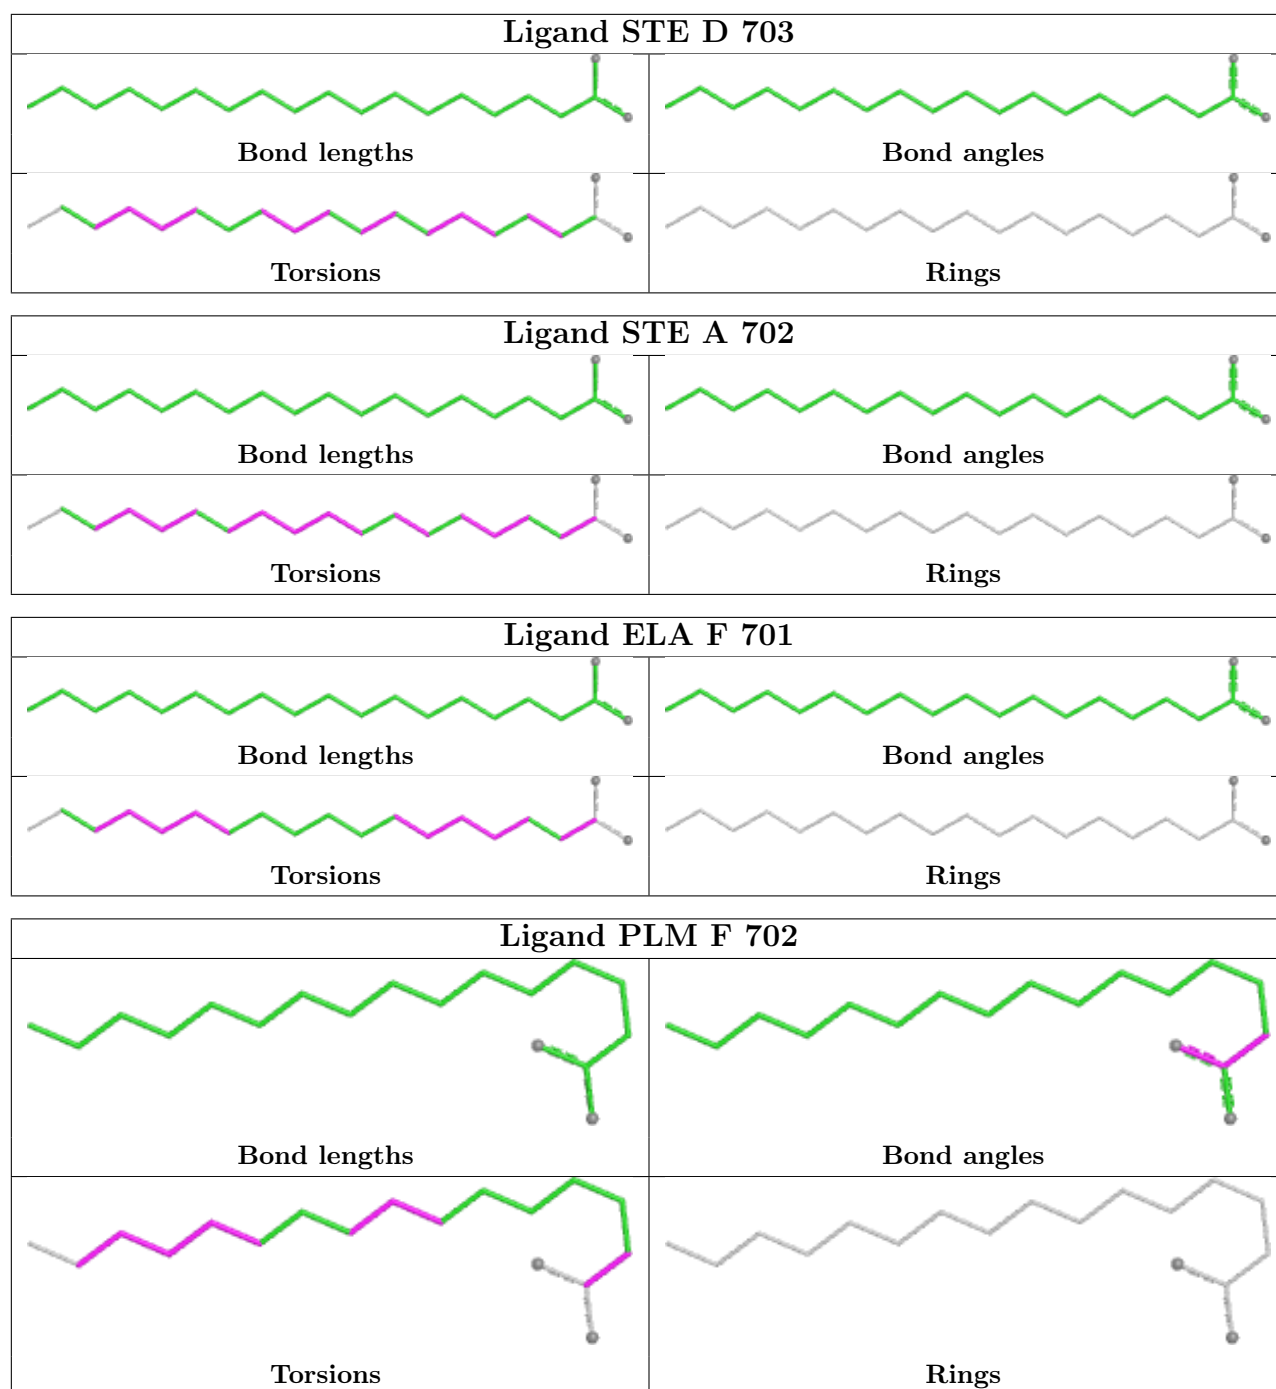 Ligand STE D 703
Bond lengths
Bond angles
Torsions
Rings
Ligand STE A 702
Bond lengths
Bond angles
Torsions
Rings
Ligand ELA F 701
Bond lengths
Bond angles
Torsions
Rings
Ligand PLM F 702
Bond lengths
Bond angles
Torsions
Rings